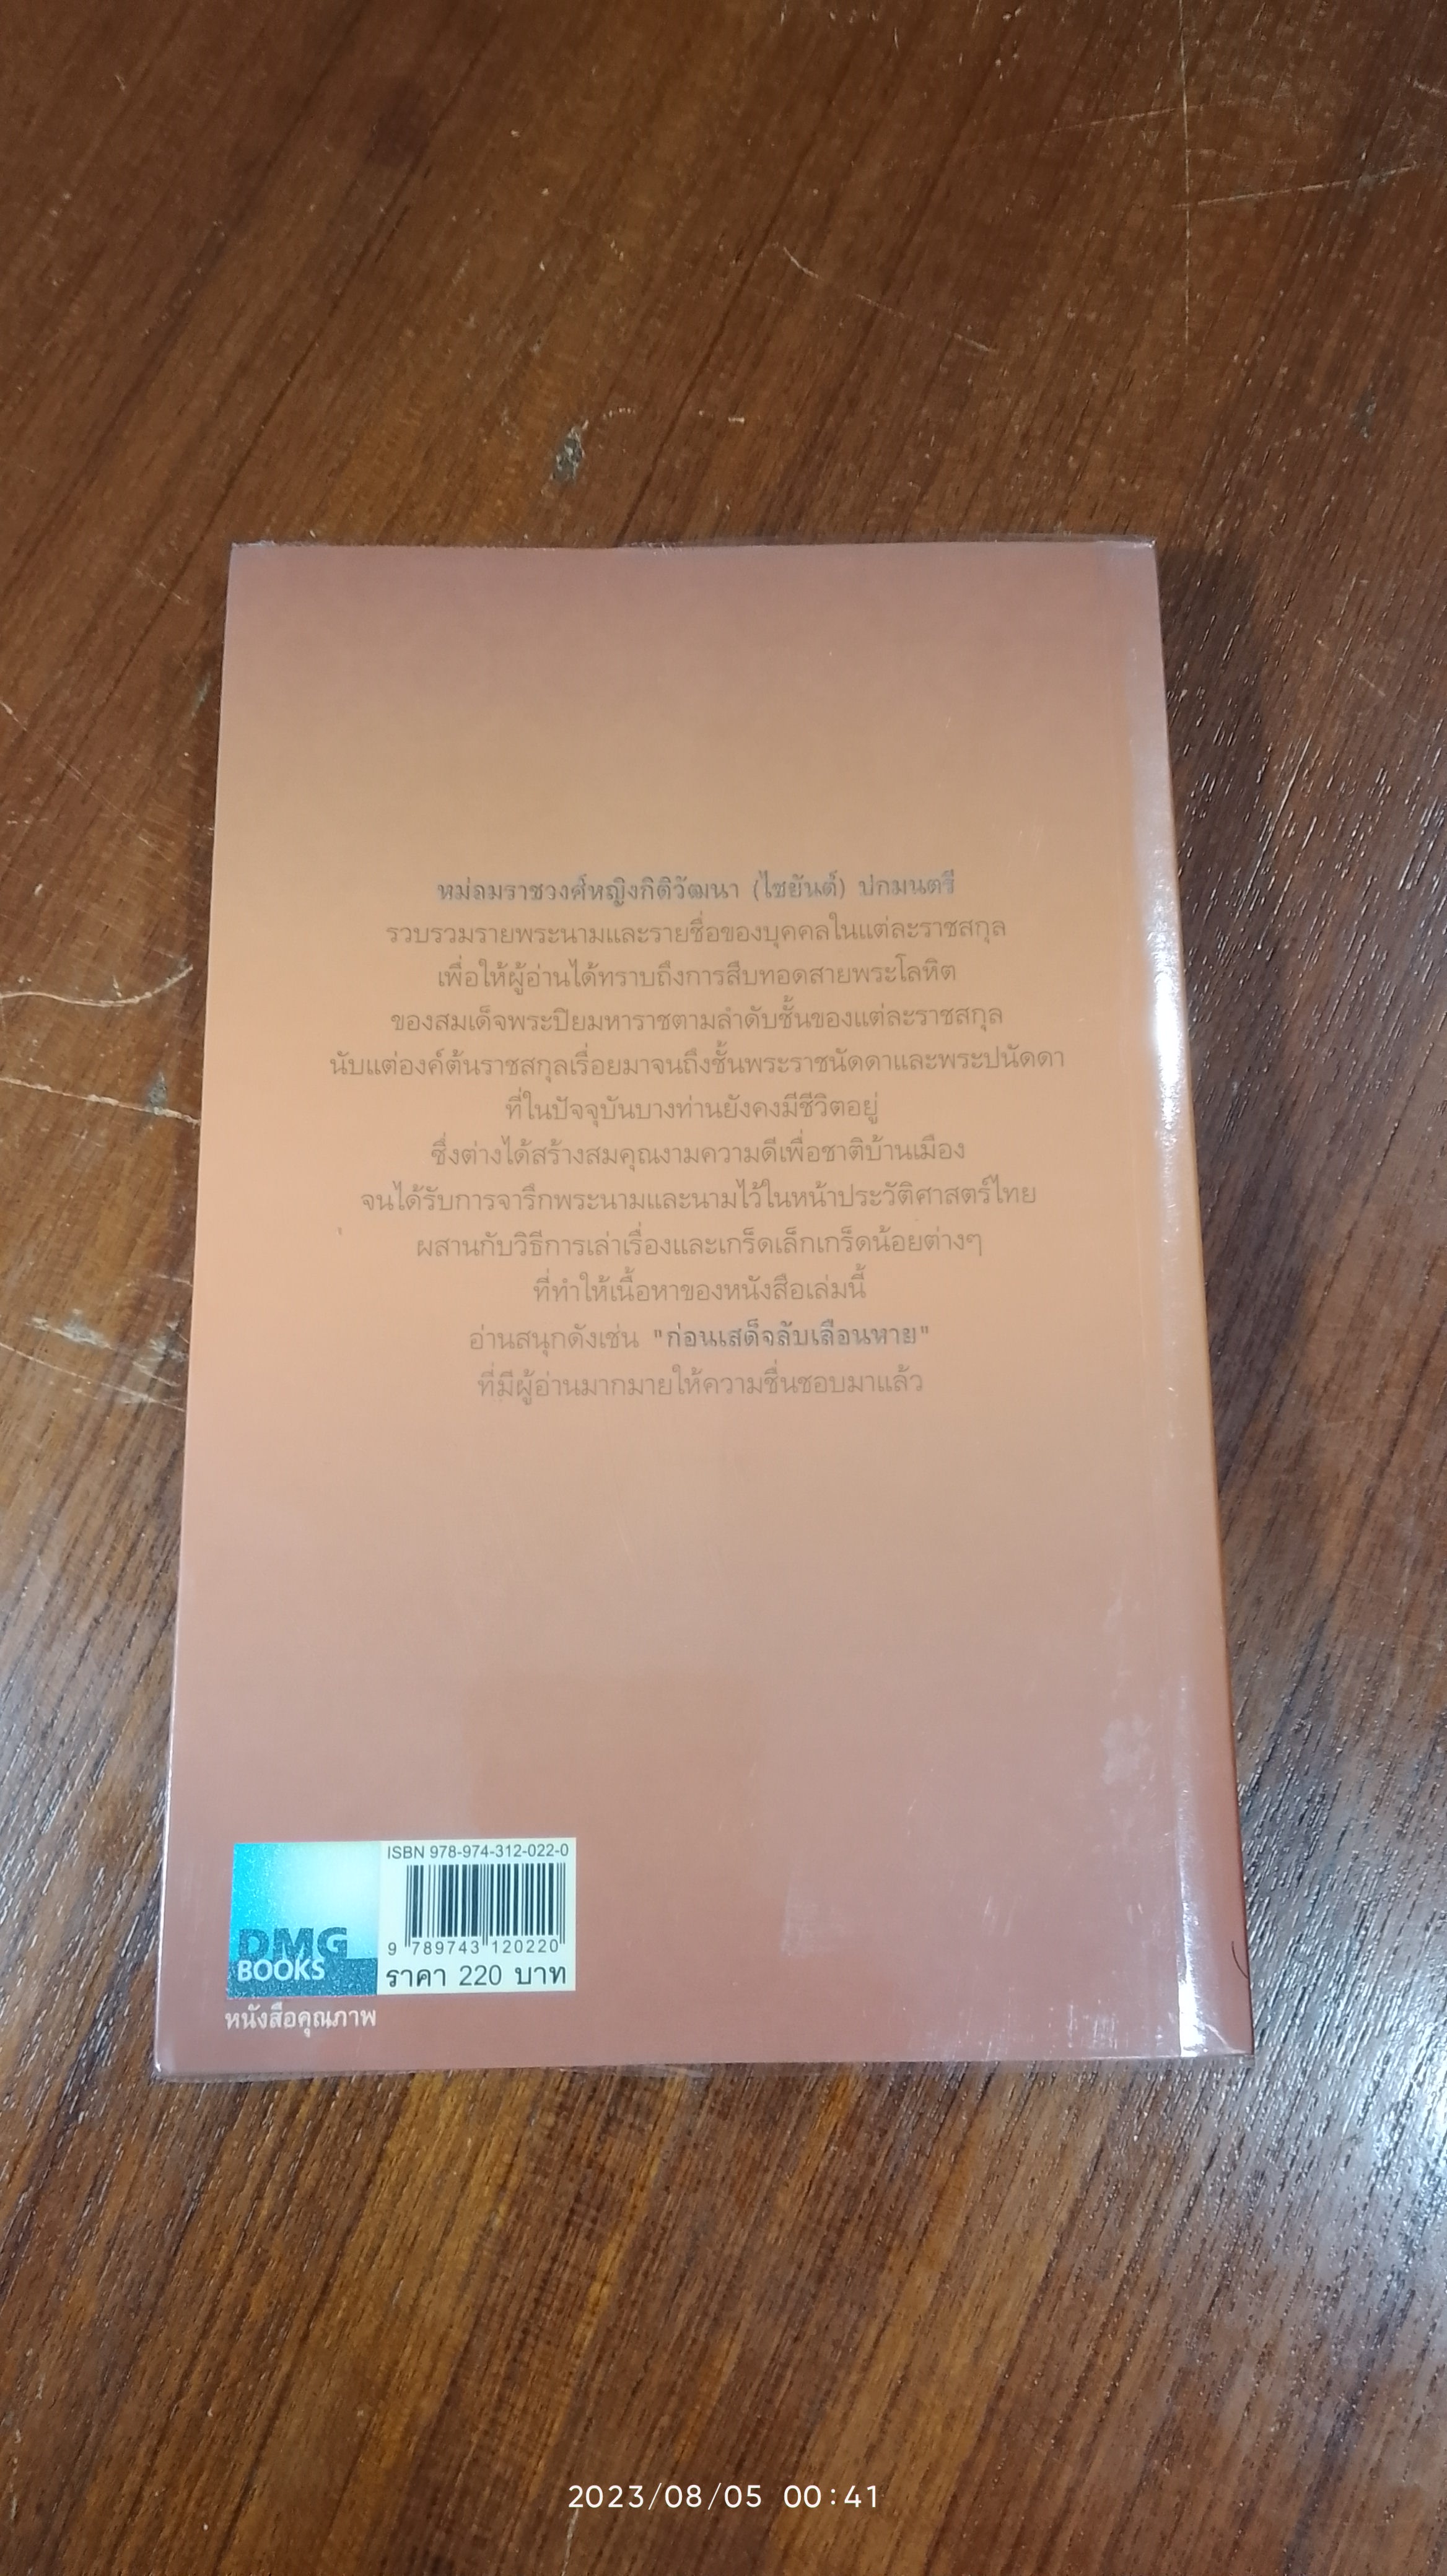 หม่อมราชวงศ์หญิงกิติวัฒนา (ไชยันต์) ปกมนตรี
รวบรวมรายพระนามและรายชื่อของบุคคลในแต่ละราชสกุล
เพื่อให้ผู้อ่านได้ทราบถึงการสืบทอดสายพระโลหิต
ของสมเด็จพระปิยมหาราชตามลำดับชั้นของแต่ละราชสกุล
นับแต่องค์ต้นราชสกุลเรื่อยมาจนถึงชั้นพระราชนัดดาและพระปนัดดา
ที่ในปัจจุบันบางท่านยังคงมีชีวิตอยู่
ซึ่งต่างได้สร้างสมคุณงามความดีเพื่อชาติบ้านเมือง
จนได้รับการจารึกพระนามและนามไว้ในหน้าประวัติศาสตร์ไทย
ผสานกับวิธีการเล่าเรื่องและเกร็ดเล็กเกร็ดน้อยต่างๆ
ที่ทำให้เนื้อหาของหนังสือเล่มนี้
อ่านสนุกดังเช่น "ก่อนเสด็จลับเลือนหาย"
ที่มีผู้อ่านมากมายให้ความชื่นชอบมาแล้ว
ISBN 978-974-312-022-0
9 789743 120220
ราคา 220 บาท
DMG
BOOKS
หนังสือคุณภาพ
2023/08/05 00:41